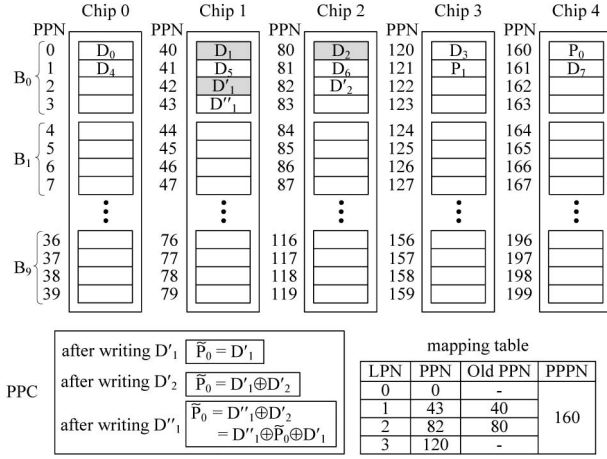 Chip 0 Chip 1 Chip 2 Chip 3 Chip 4
PPN PPN PPN PPN PPN
B₀
0 D₀ 40 D₁ 80 D₂ 120 D₃ 160 P₀
1 D₄ 41 D₅ 81 D₆ 121 P₁ 161 D₇
2 42 D′₁ 82 D′₂ 122 162
3 43 D″₁ 83 123 163
B₁
4 44 84 124 164
5 45 85 125 165
6 46 86 126 166
7 47 87 127 167
B₉
36 76 116 156 196
37 77 117 157 197
38 78 118 158 198
39 79 119 159 199
PPC
after writing D′₁ P̃₀ = D′₁
after writing D′₂ P̃₀ = D′₁⊕D′₂
after writing D″₁ P̃₀ = D″₁⊕D′₂
= D″₁⊕P̃₀⊕D′₁
mapping table
LPN PPN Old PPN PPPN
0 0 -
1 43 40
2 82 80
3 120 -
160